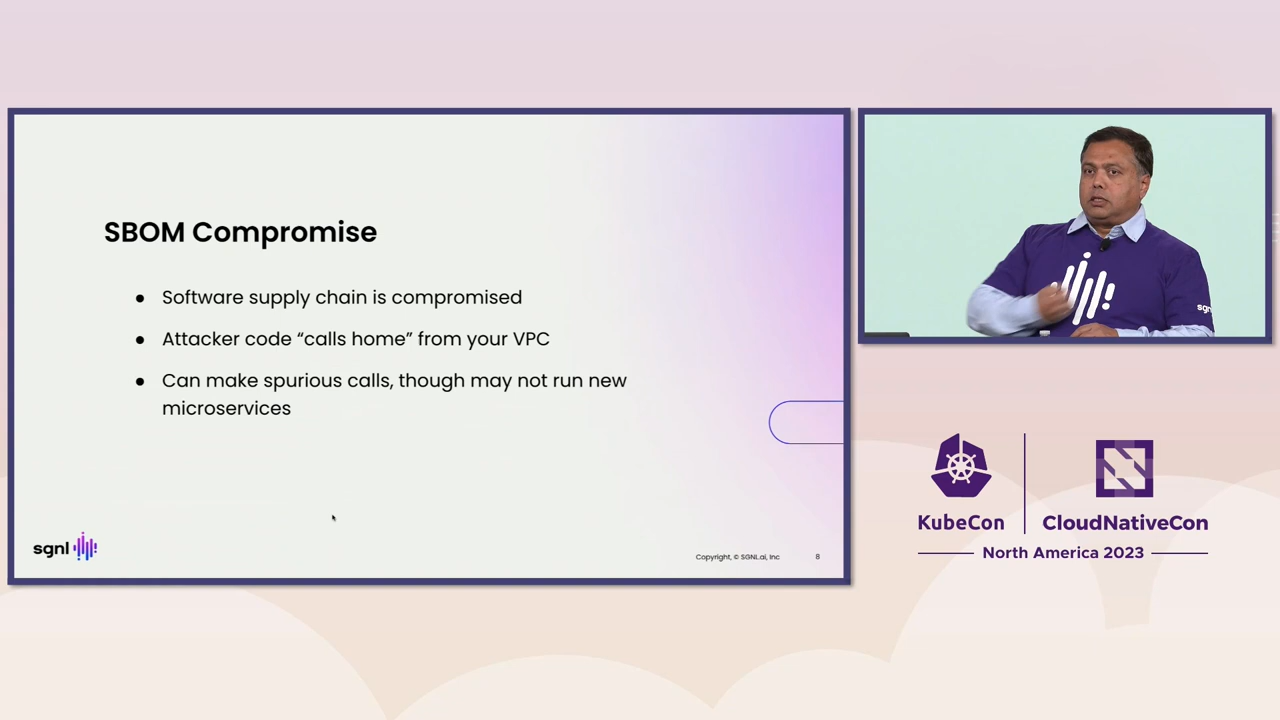 SBOM Compromise
● Software supply chain is compromised
● Attacker code “calls home” from your VPC
● Can make spurious calls, though may not run new
microservices
sgnl
Copyright, © SGNL.ai, Inc 8
sgnl
KubeCon CloudNativeCon
North America 2023